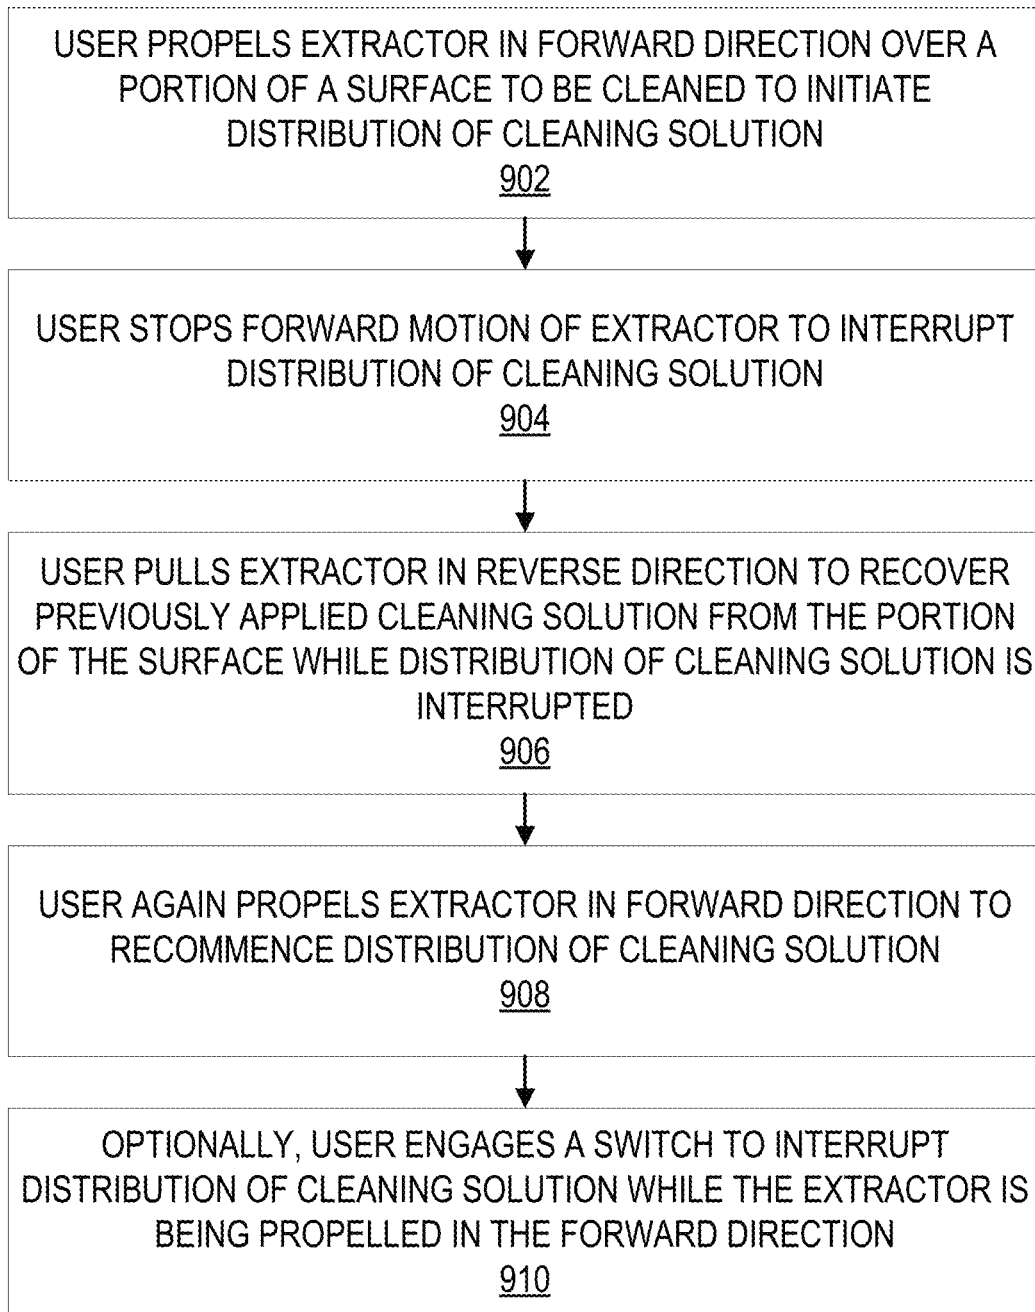 USER PROPELS EXTRACTOR IN FORWARD DIRECTION OVER A
PORTION OF A SURFACE TO BE CLEANED TO INITIATE
DISTRIBUTION OF CLEANING SOLUTION
902
USER STOPS FORWARD MOTION OF EXTRACTOR TO INTERRUPT
DISTRIBUTION OF CLEANING SOLUTION
904
USER PULLS EXTRACTOR IN REVERSE DIRECTION TO RECOVER
PREVIOUSLY APPLIED CLEANING SOLUTION FROM THE PORTION
OF THE SURFACE WHILE DISTRIBUTION OF CLEANING SOLUTION IS
INTERRUPTED
906
USER AGAIN PROPELS EXTRACTOR IN FORWARD DIRECTION TO
RECOMMENCE DISTRIBUTION OF CLEANING SOLUTION
908
OPTIONALLY, USER ENGAGES A SWITCH TO INTERRUPT
DISTRIBUTION OF CLEANING SOLUTION WHILE THE EXTRACTOR IS
BEING PROPELLED IN THE FORWARD DIRECTION
910